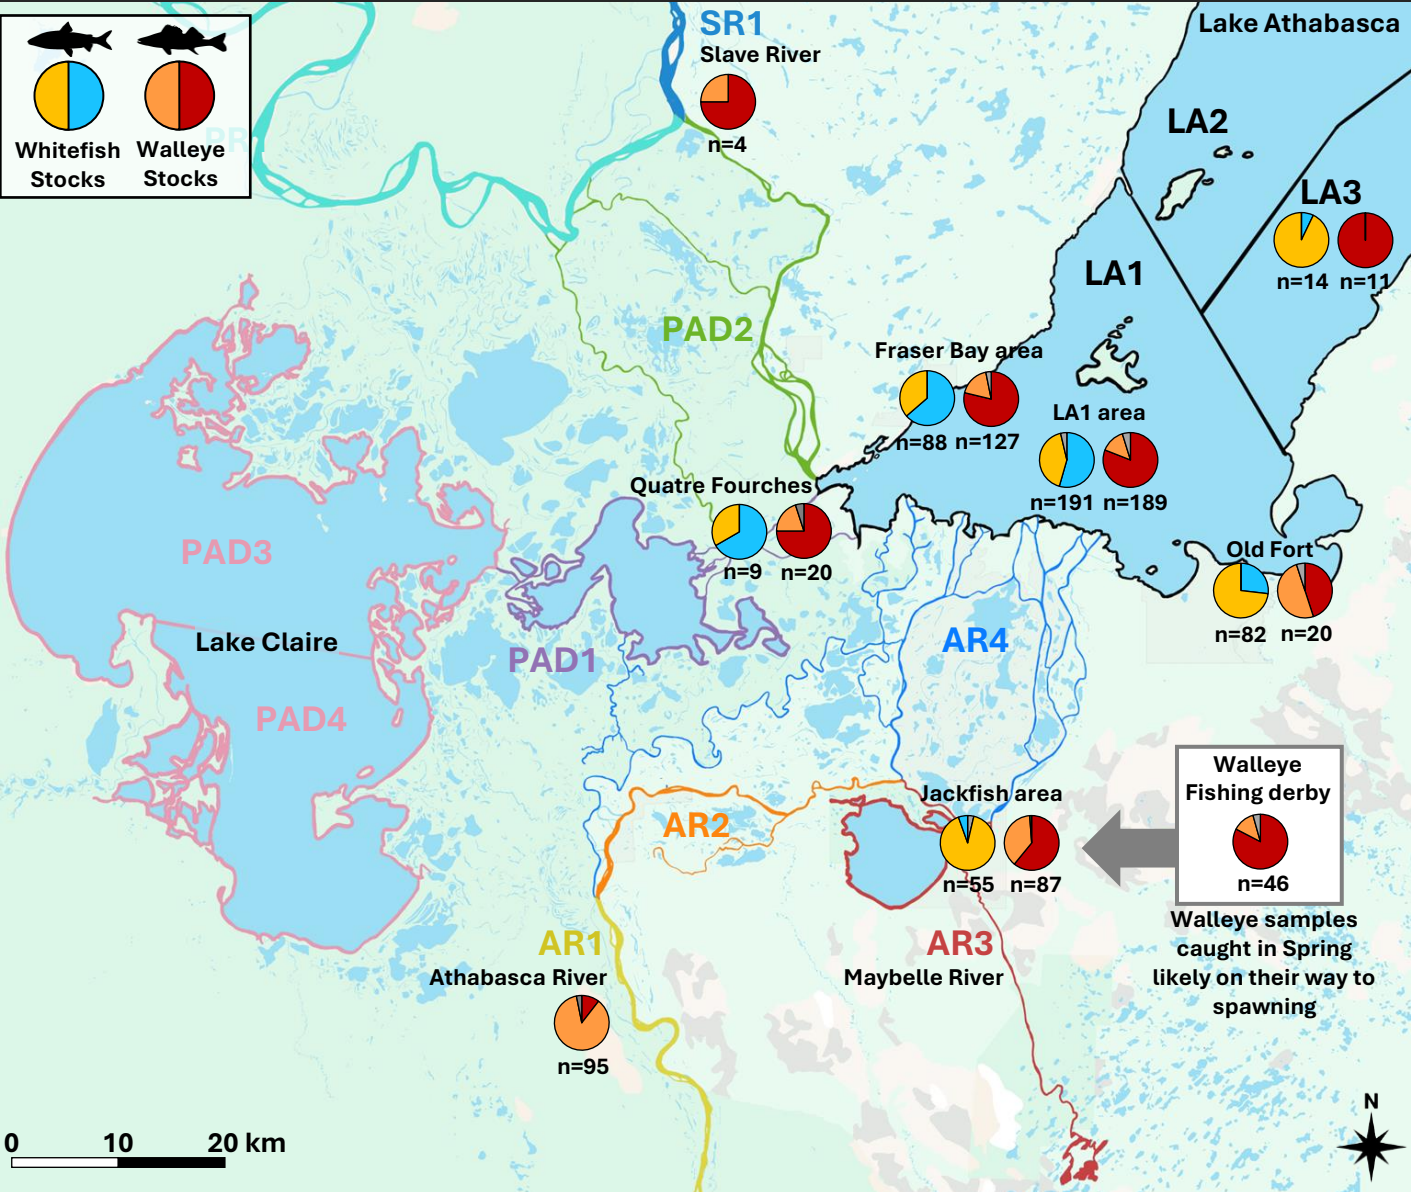 Whitefish
Stocks
Walleye
Stocks
PR
SR1
Slave River
n=4
Lake Athabasca
LA2
LA3
n=14 n=11
LA1
PAD2
Fraser Bay area
n=88 n=127
LA1 area
n=191 n=189
Quatre Fourches
n=9 n=20
Old Fort
n=82 n=20
PAD3
Lake Claire
PAD4
PAD1
AR4
Jackfish area
n=55 n=87
AR2
AR1
Athabasca River
n=95
AR3
Maybelle River
Walleye
Fishing derby
n=46
Walleye samples
caught in Spring
likely on their way to
spawning
0 10 20 km
N